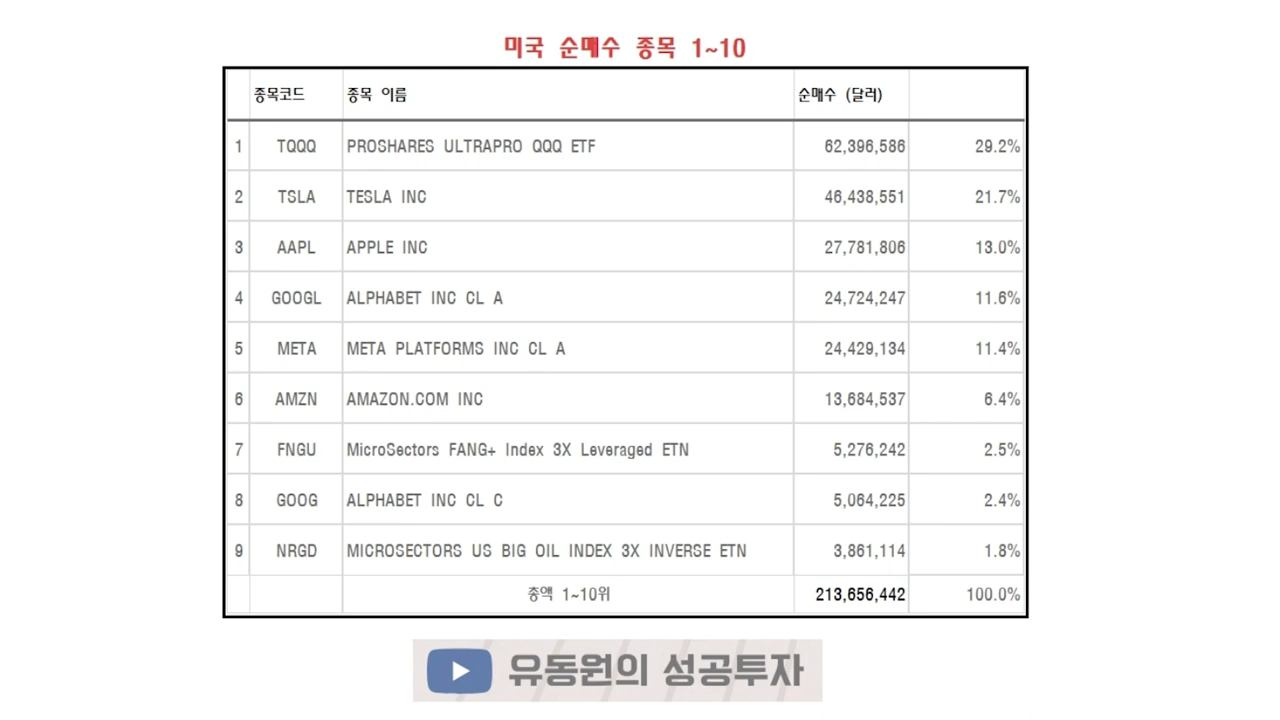 미국 순매수 종목 1~10
종목코드 종목 이름 순매수 (달러)
1 TQQQ PROSHARES ULTRAPRO QQQ ETF 62,396,586 29.2%
2 TSLA TESLA INC 46,438,551 21.7%
3 AAPL APPLE INC 27,781,806 13.0%
4 GOOGL ALPHABET INC CL A 24,724,247 11.6%
5 META META PLATFORMS INC CL A 24,429,134 11.4%
6 AMZN AMAZON.COM INC 13,684,537 6.4%
7 FNGU MicroSectors FANG+ Index 3X Leveraged ETN 5,276,242 2.5%
8 GOOG ALPHABET INC CL C 5,064,225 2.4%
9 NRGD MICROSECTORS US BIG OIL INDEX 3X INVERSE ETN 3,861,114 1.8%
총액 1~10위 213,656,442 100.0%
유동원의 성공투자